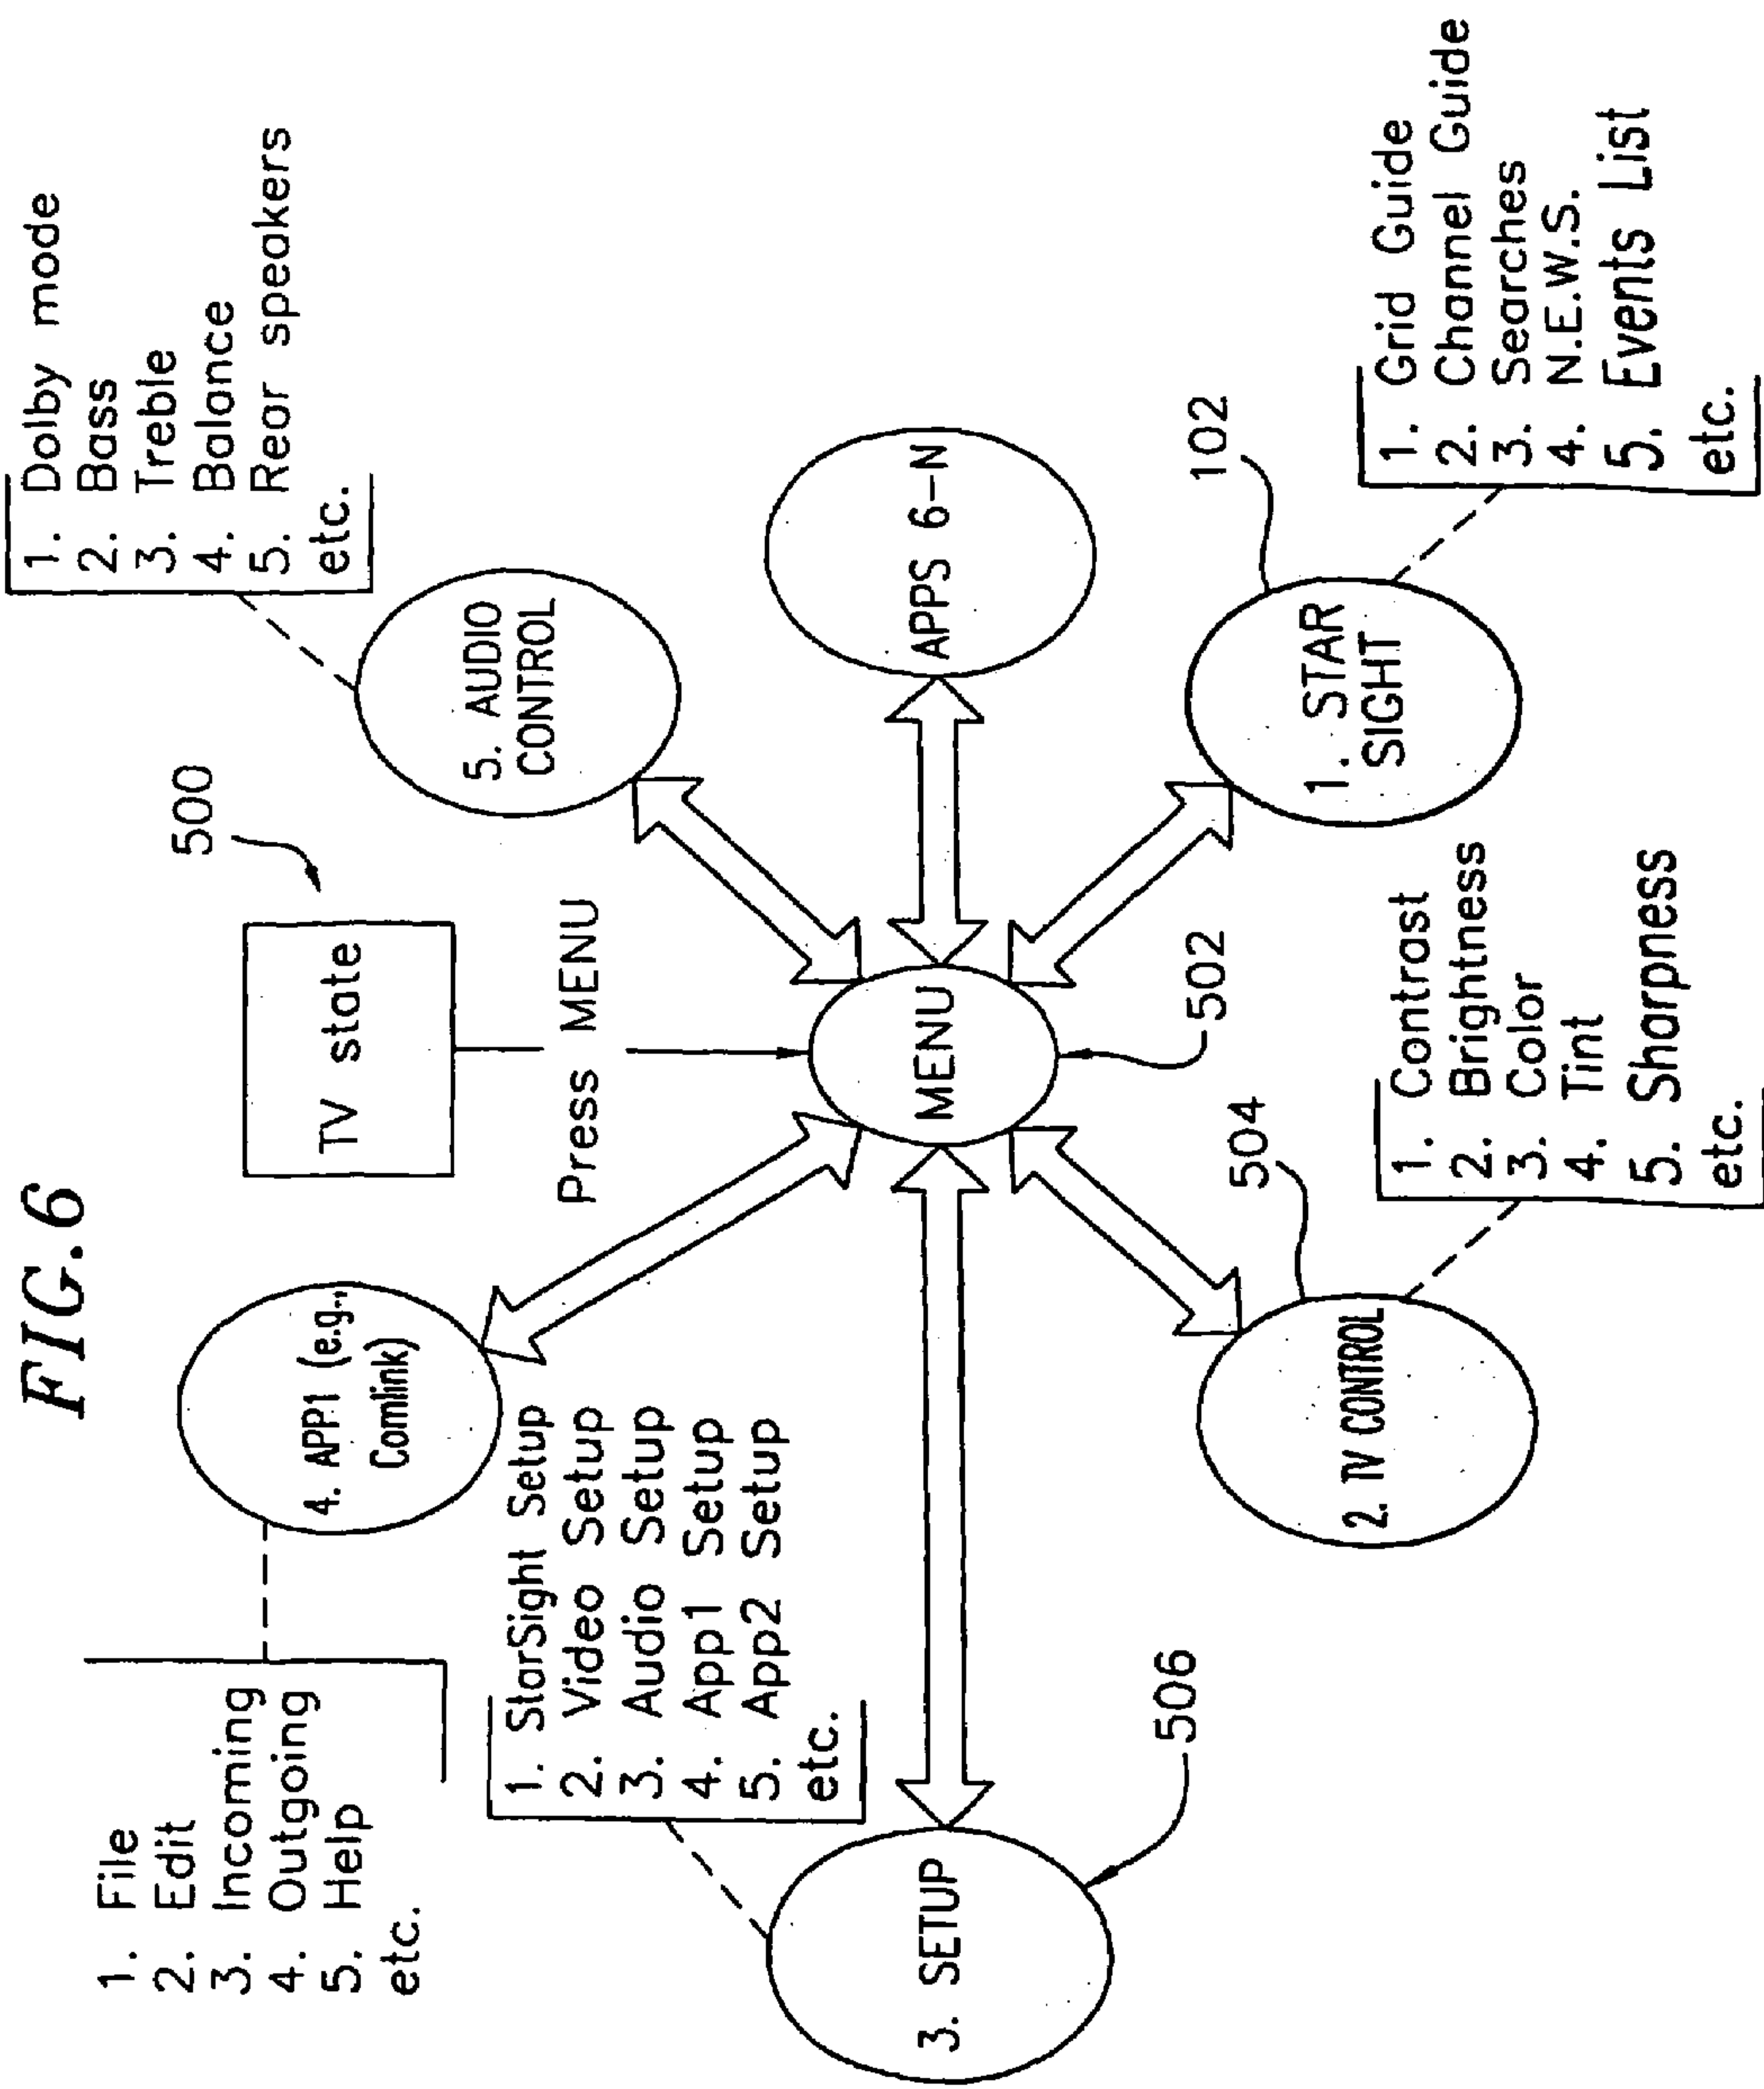 FIG.6
500
TV state
Press MENU
MENU
502
1. File
2. Edit
3. Incoming
4. Outgoing
5. Help
etc.
4. APP1 (e.g.,
Comlink)
1. Dolby mode
2. Bass
3. Treble
4. Balance
5. Rear speakers
etc.
5. AUDIO
CONTROL
1. StarSight Setup
2. Video Setup
3. Audio Setup
4. App1 Setup
5. App2 Setup
etc.
3. SETUP
506
APPS 6-N
2. TV CONTROL
504
1. Contrast
2. Brightness
3. Color
4. Tint
5. Sharpness
etc.
1. STAR
SIGHT
102
1. Grid Guide
2. Channel Guide
3. Searches
4. N.E.W.S.
5. Events List
etc.